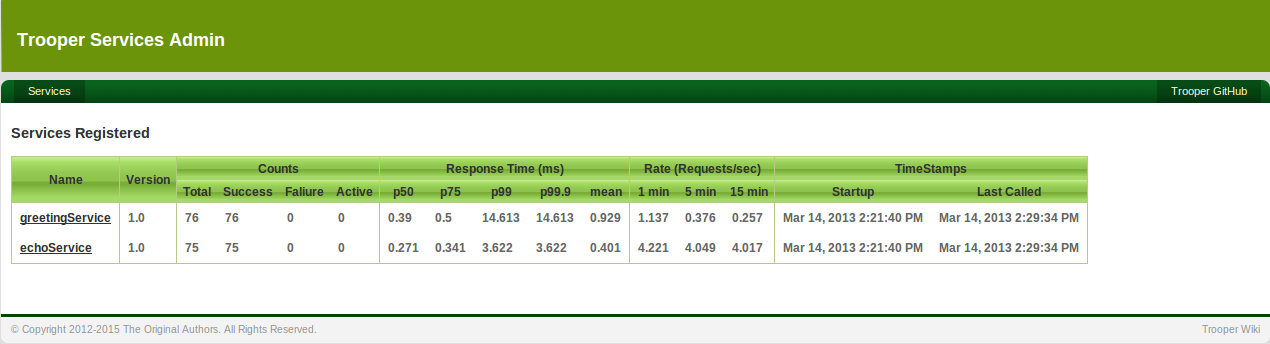 Trooper Services Admin
Services Trooper GitHub
Services Registered
Name Version Counts Response Time (ms) Rate (Requests/sec) TimeStamps
Total Success Faliure Active p50 p75 p99 p99.9 mean 1 min 5 min 15 min Startup Last Called
greetingService 1.0 76 76 0 0 0.39 0.5 14.613 14.613 0.929 1.137 0.376 0.257 Mar 14, 2013 2:21:40 PM Mar 14, 2013 2:29:34 PM
echoService 1.0 75 75 0 0 0.271 0.341 3.622 3.622 0.401 4.221 4.049 4.017 Mar 14, 2013 2:21:40 PM Mar 14, 2013 2:29:34 PM
© Copyright 2012-2015 The Original Authors. All Rights Reserved. Trooper Wiki